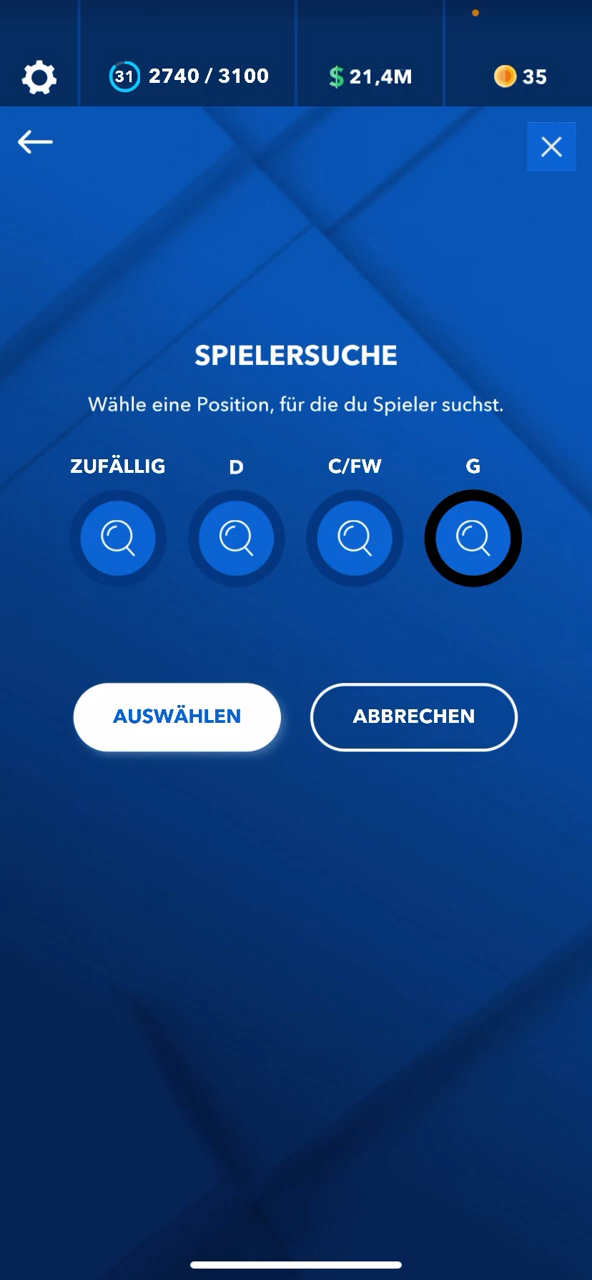 31 2740 / 3100 $ 21,4M 35
SPIELERSUCHE
Wähle eine Position, für die du Spieler suchst.
ZUFÄLLIG D C/FW G
AUSWÄHLEN ABBRECHEN